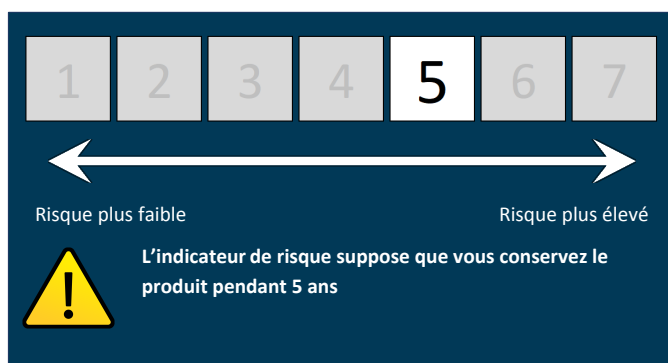 1 2 3 4 5 6 7
Risque plus faible Risque plus élevé
L'indicateur de risque suppose que vous conservez le
produit pendant 5 ans